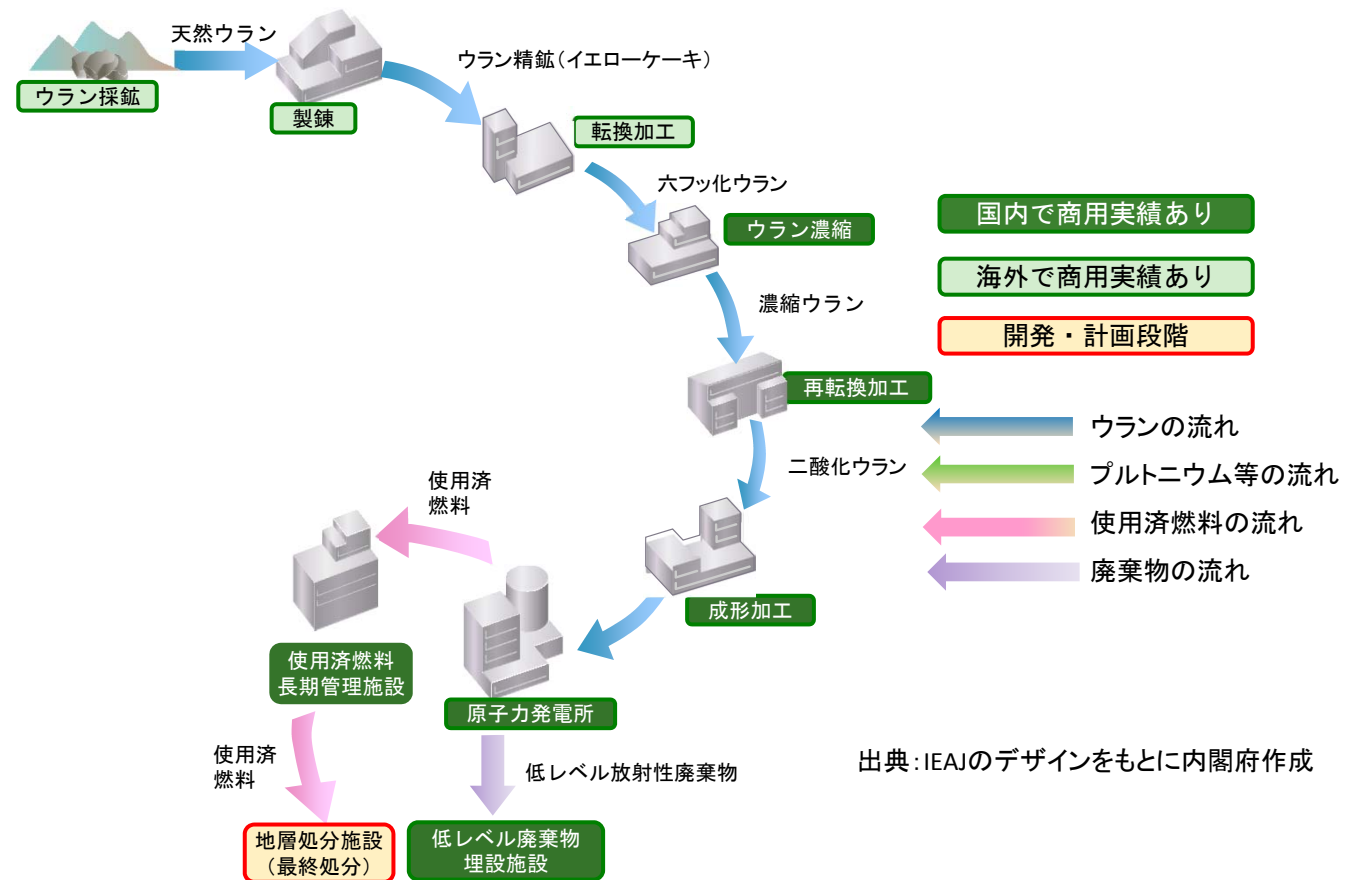 天然ウラン
ウラン採鉱
製錬
ウラン精鉱(イエローケーキ)
転換加工
六フッ化ウラン
ウラン濃縮
濃縮ウラン
再転換加工
二酸化ウラン
成形加工
国内で商用実績あり
海外で商用実績あり
開発・計画段階
ウランの流れ
プルトニウム等の流れ
使用済燃料の流れ
廃棄物の流れ
使用済
燃料
使用済燃料
長期管理施設
原子力発電所
使用済
燃料
低レベル放射性廃棄物
地層処分施設
(最終処分)
低レベル廃棄物
埋設施設
出典:IEAJのデザインをもとに内閣府作成